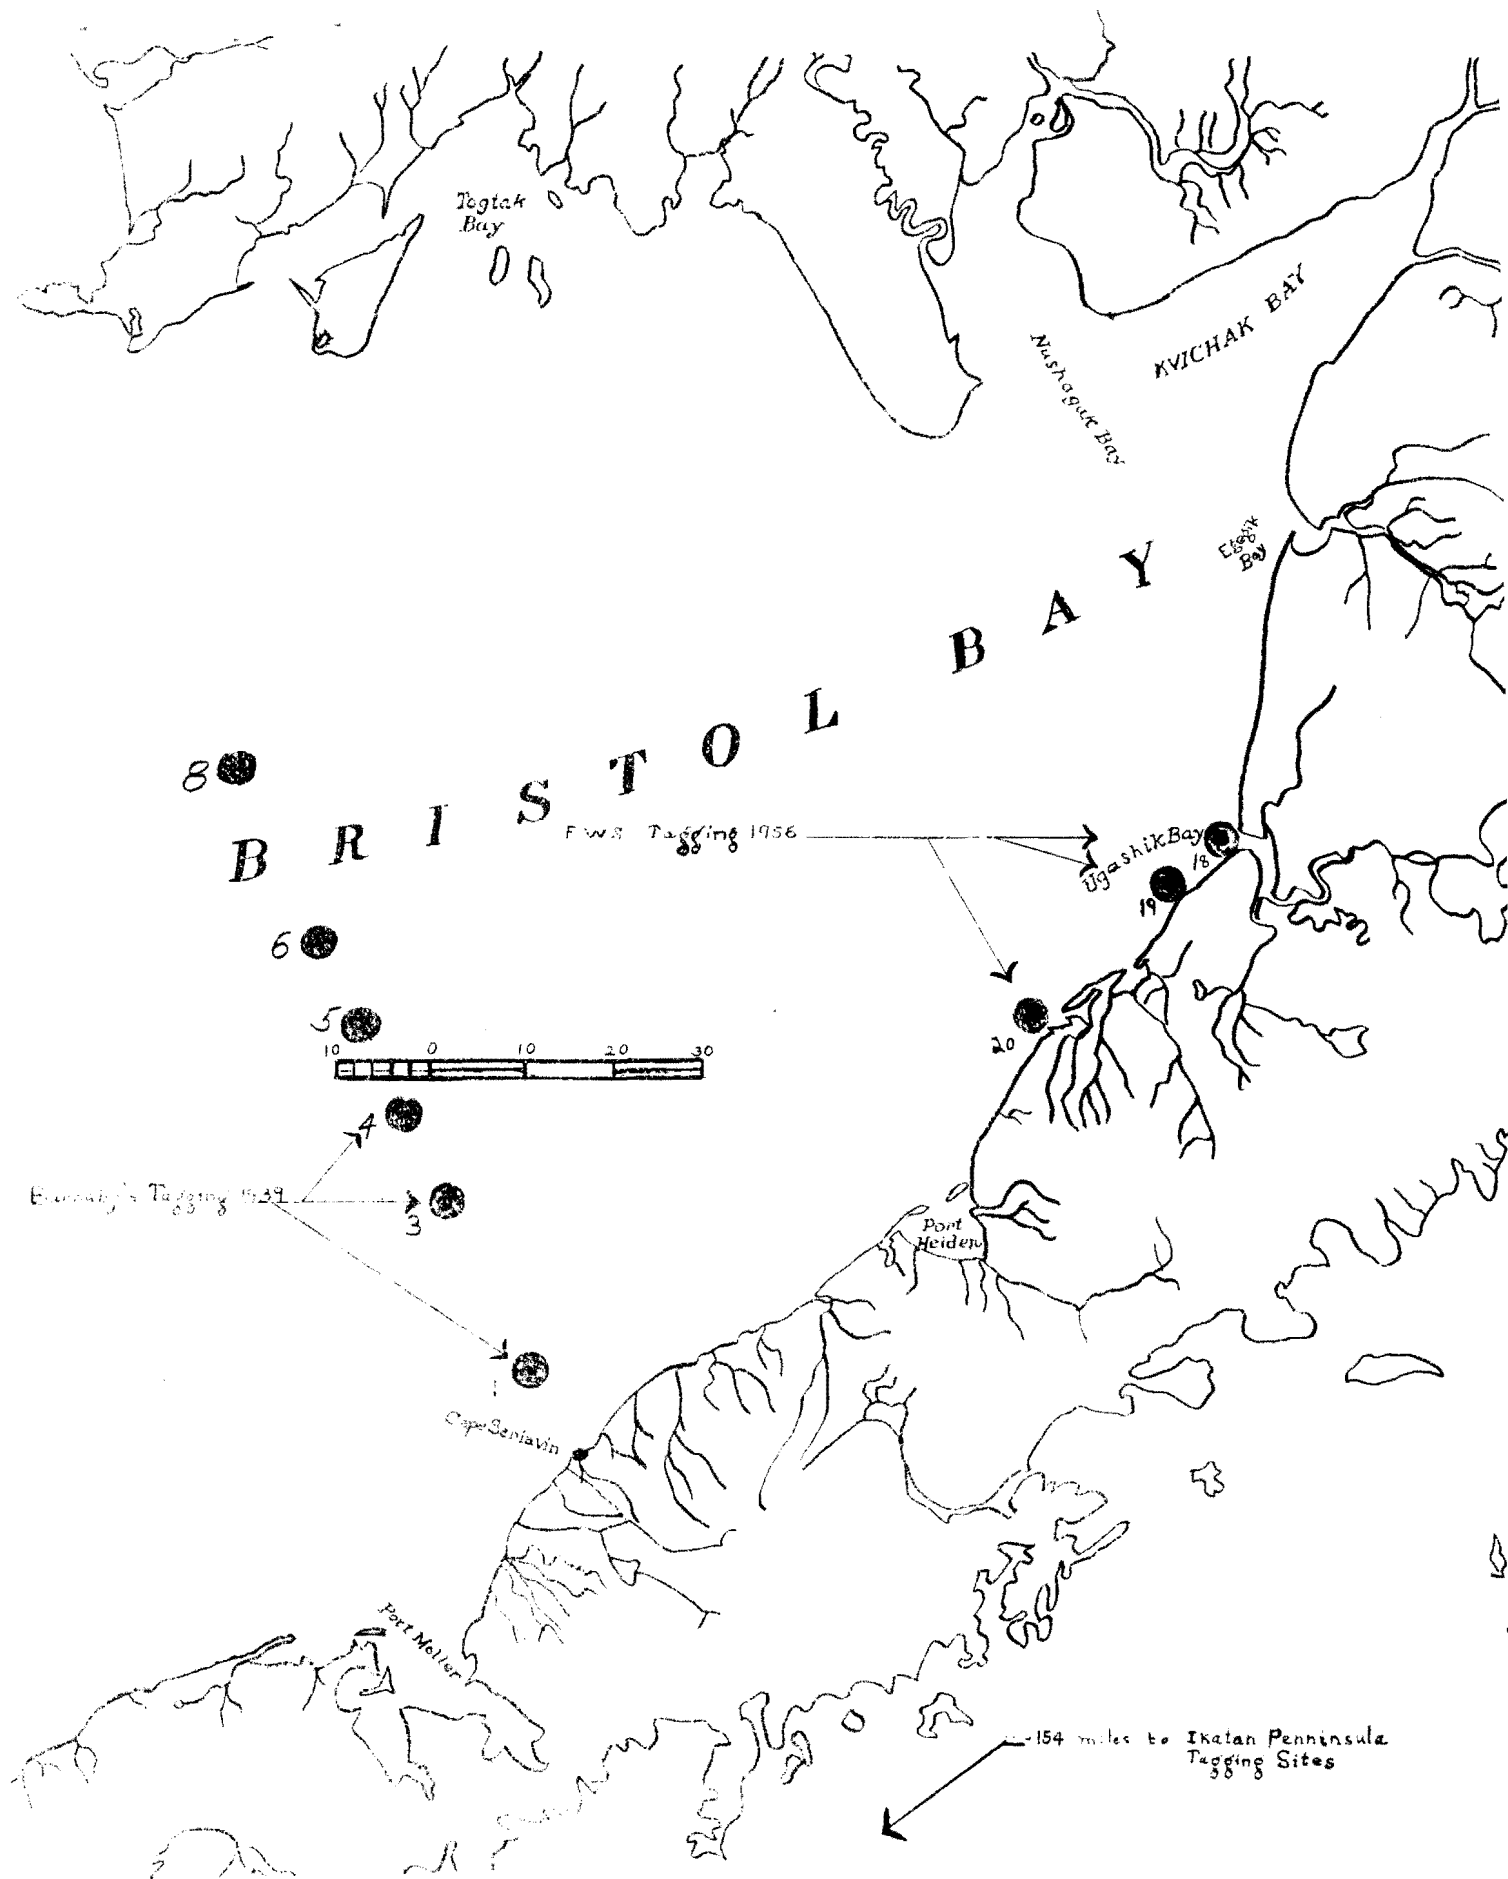 Togtak
Bay
Nushagak Bay
KVICHAK BAY
Egegik
Bay
BRISTOL BAY
8
FWS Tagging 1956
Ugashik Bay
18
19
6
5
20
10 0 10 20 30
4
Barnaby's Tagging 1939
3
Port
Heiden
1
Cape Seniavin
Port Moller
154 miles to Ikatan Penninsula
Tagging Sites